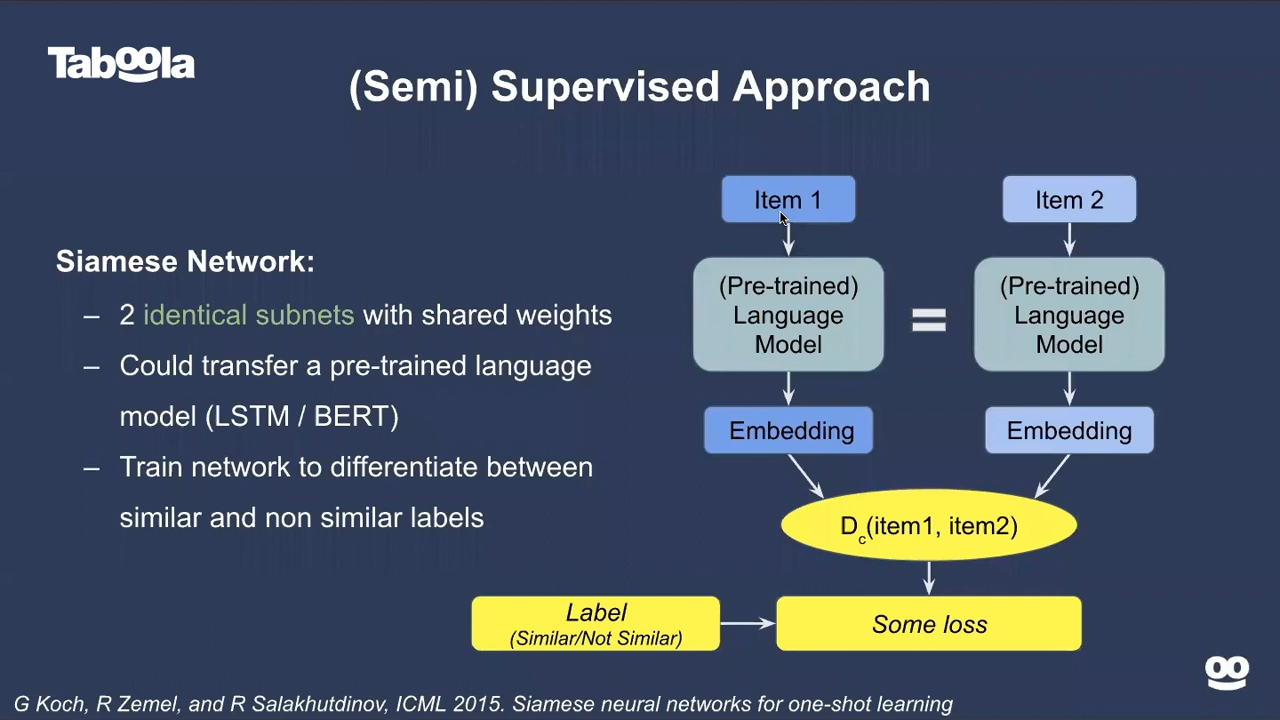 Taboola
(Semi) Supervised Approach
Siamese Network:
– 2 identical subnets with shared weights
– Could transfer a pre-trained language
model (LSTM / BERT)
– Train network to differentiate between
similar and non similar labels
Item 1
Item 2
(Pre-trained)
Language
Model
=
(Pre-trained)
Language
Model
Embedding
Embedding
Dc(item1, item2)
Label
(Similar/Not Similar)
Some loss
G Koch, R Zemel, and R Salakhutdinov, ICML 2015. Siamese neural networks for one-shot learning